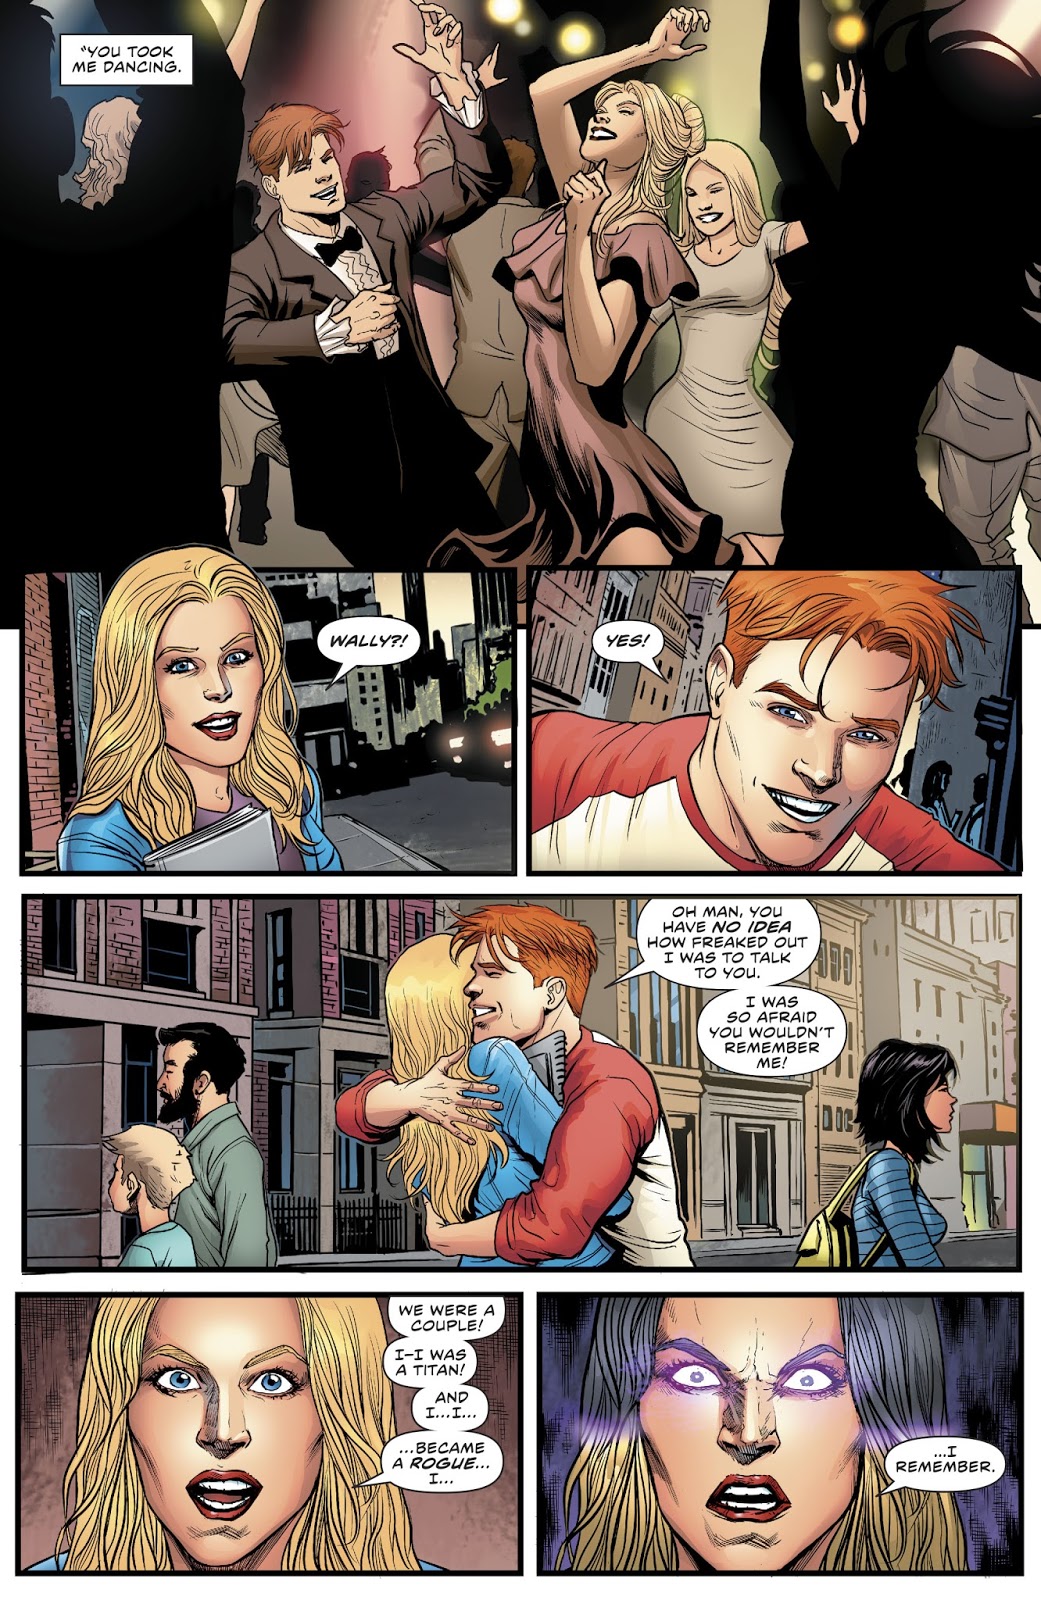 "YOU TOOK
ME DANCING.
WALLY?!
YES!
OH MAN, YOU
HAVE NO IDEA
HOW FREAKED OUT
I WAS TO TALK
TO YOU.
I WAS
SO AFRAID
YOU WOULDN'T
REMEMBER
ME!
WE WERE A
COUPLE!
I-I WAS
A TITAN!
AND
I...I...
...BECAME
A ROGUE...
I...
...I
REMEMBER.